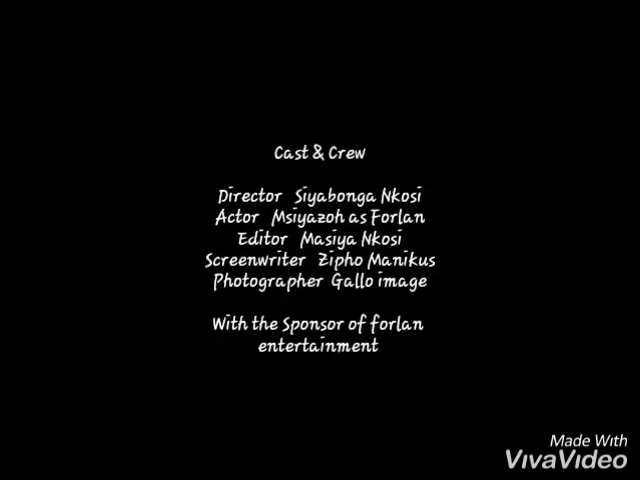 Cast & Crew
Director Siyabonga Nkosi
Actor Msiyazoh as Forlan
Editor Masiya Nkosi
Screenwriter Zipho Manikus
Photographer Gallo image
With the Sponsor of forlan
entertainment
Made With
VivaVideo